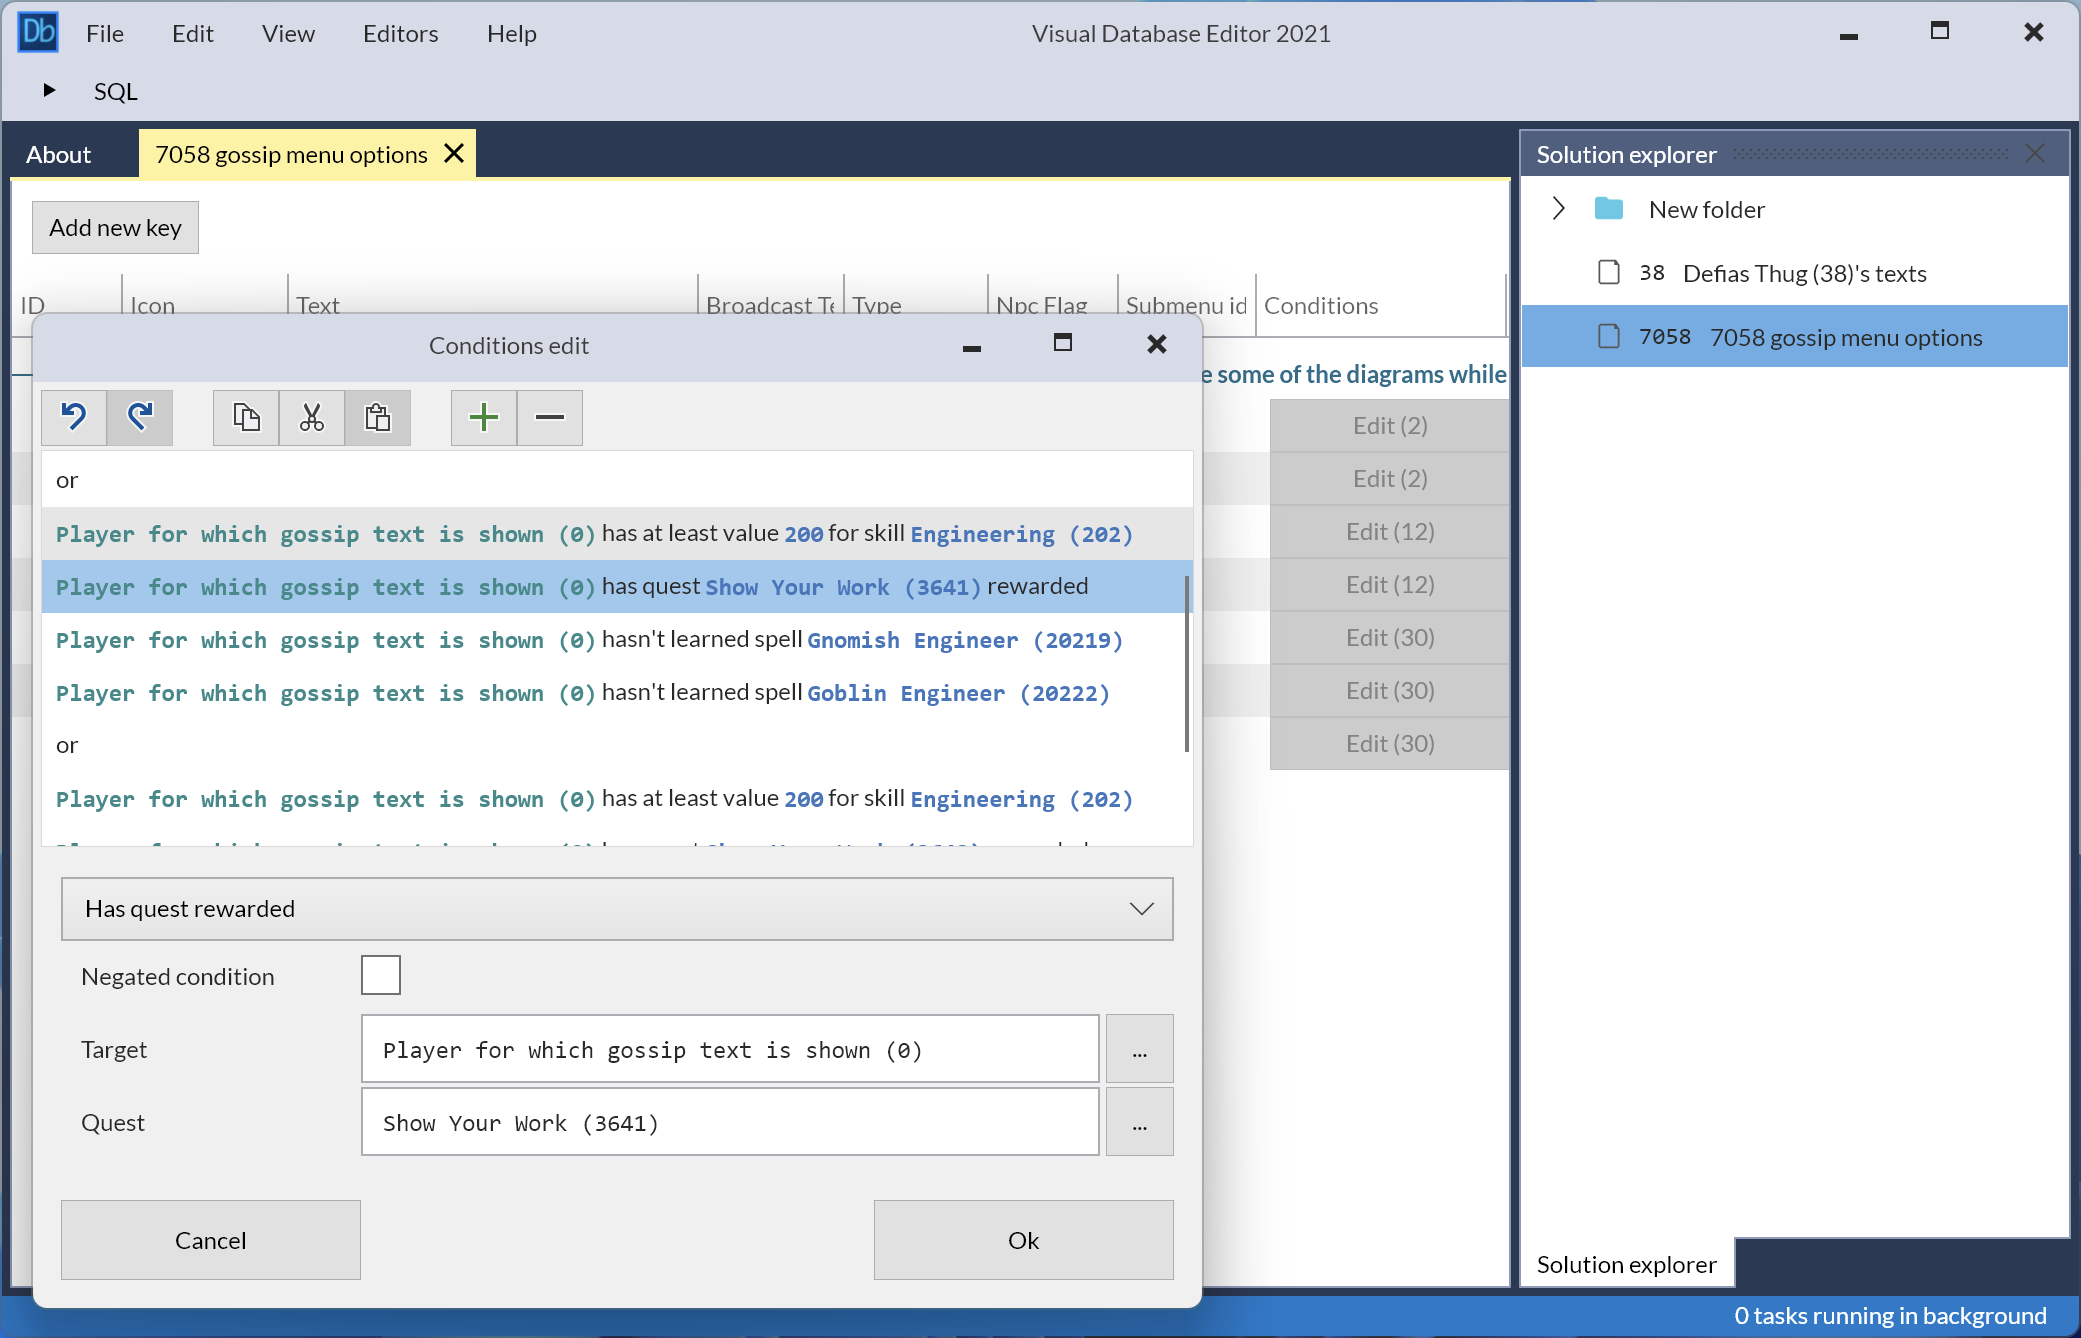 Db File Edit View Editors Help Visual Database Editor 2021
SQL
About 7058 gossip menu options
Solution explorer
Add new key
New folder
38 Defias Thug (38)'s texts
7058 7058 gossip menu options
ID Icon Text Broadcast Te Type Npc Flag Submenu id Conditions
Conditions edit
e some of the diagrams while
Edit (2)
Edit (2)
Edit (12)
Edit (12)
Edit (30)
Edit (30)
Edit (30)
or
Player for which gossip text is shown (0) has at least value 200 for skill Engineering (202)
Player for which gossip text is shown (0) has quest Show Your Work (3641) rewarded
Player for which gossip text is shown (0) hasn't learned spell Gnomish Engineer (20219)
Player for which gossip text is shown (0) hasn't learned spell Goblin Engineer (20222)
or
Player for which gossip text is shown (0) has at least value 200 for skill Engineering (202)
Has quest rewarded
Negated condition
Target Player for which gossip text is shown (0) ...
Quest Show Your Work (3641) ...
Cancel Ok
Solution explorer
0 tasks running in background